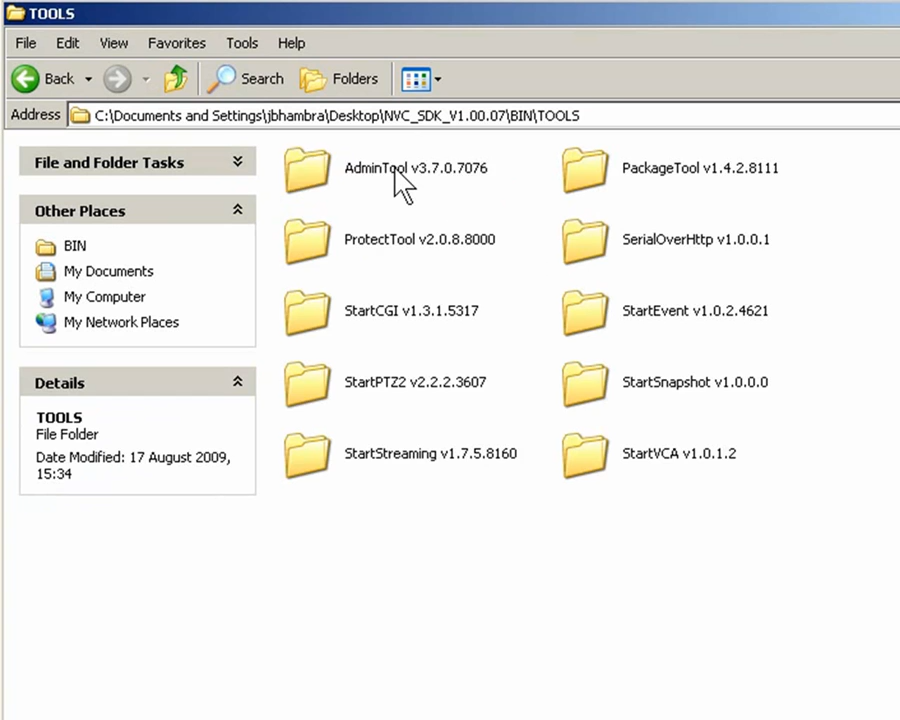 TOOLS
File Edit View Favorites Tools Help
Back Search Folders
Address C:\Documents and Settings\jbhambra\Desktop\NVC_SDK_V1.00.07\BIN\TOOLS
File and Folder Tasks
Other Places
BIN
My Documents
My Computer
My Network Places
Details
TOOLS
File Folder
Date Modified: 17 August 2009,
15:34
AdminTool v3.7.0.7076
PackageTool v1.4.2.8111
ProtectTool v2.0.8.8000
SerialOverHttp v1.0.0.1
StartCGI v1.3.1.5317
StartEvent v1.0.2.4621
StartPTZ2 v2.2.2.3607
StartSnapshot v1.0.0.0
StartStreaming v1.7.5.8160
StartVCA v1.0.1.2